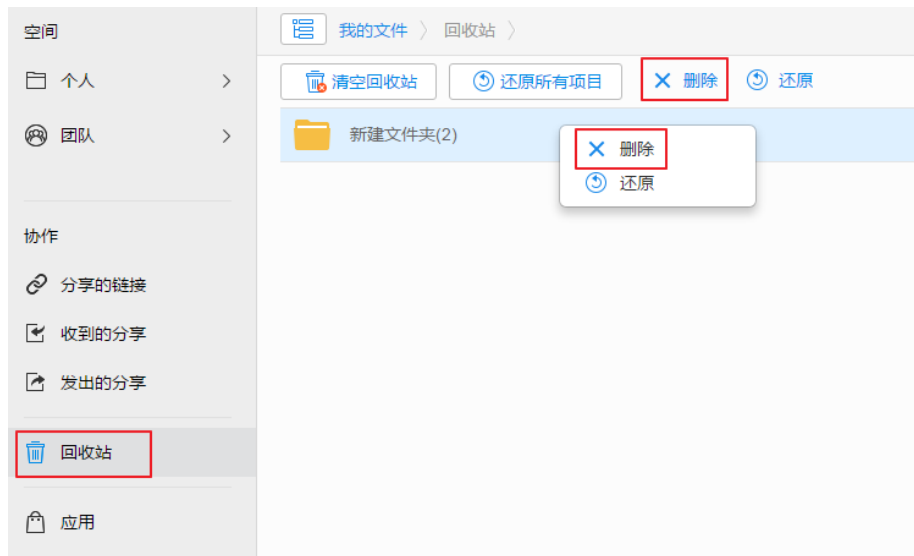 空间
个人
团队
协作
分享的链接
收到的分享
发出的分享
回收站
应用
我的文件 〉 回收站 〉
清空回收站 还原所有项目 删除 还原
新建文件夹(2)
删除
还原